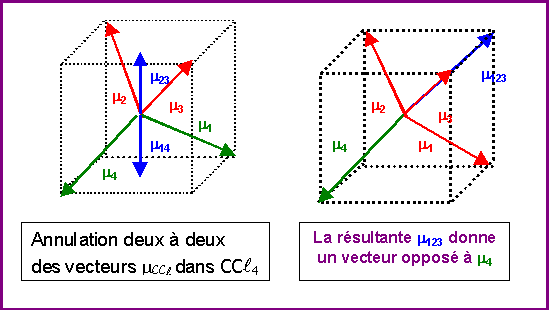 μ₂
μ₂₃
μ₃
μ₁
μ₁₄
μ₄
μ₁₂₃
μ₂
μ₃
μ₄
μ₁
Annulation deux à deux
des vecteurs μCCℓ dans CCℓ₄
La résultante μ₁₂₃ donne
un vecteur opposé à μ₄